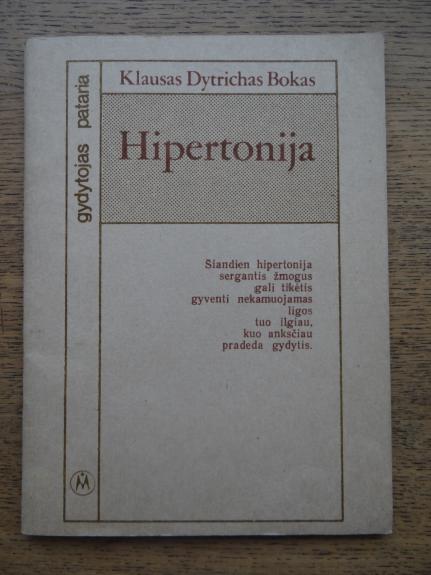 gydytojas pataria
Klausas Dytrichas Bokas
Hipertonija
Šiandien hipertonija
sergantis žmogus
gali tikėtis
gyventi nekamuojamas
ligos
tuo ilgiau,
kuo anksčiau
pradeda gydytis.
M